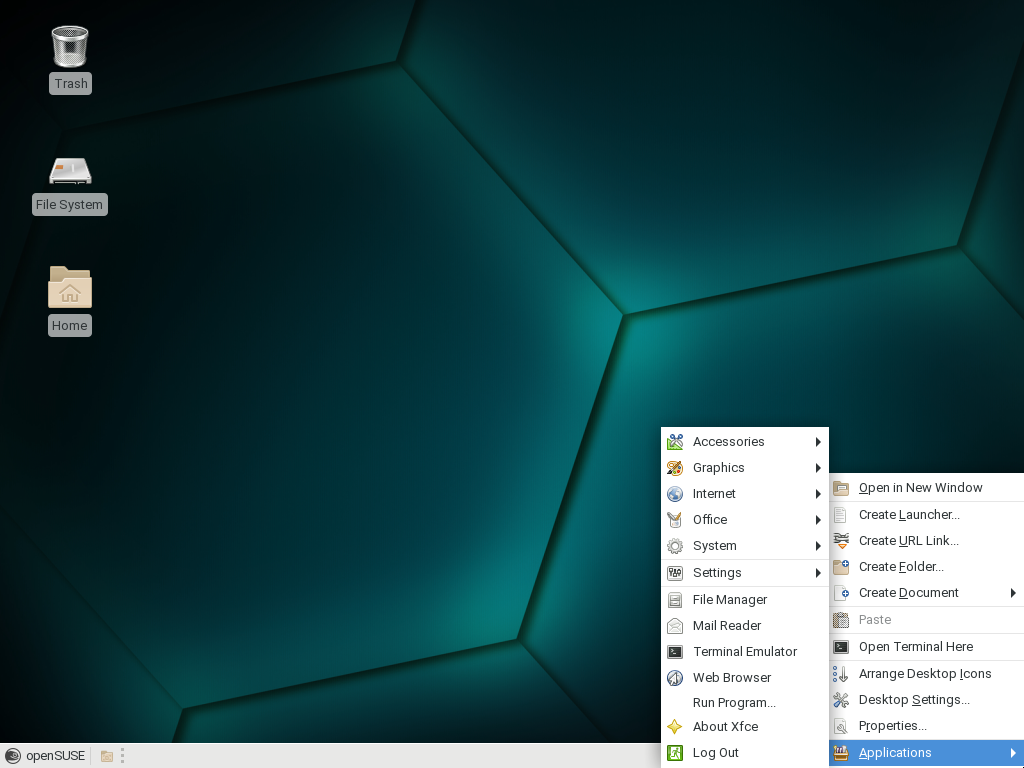 Trash
File System
Home
Accessories
Graphics
Internet
Office
System
Settings
File Manager
Mail Reader
Terminal Emulator
Web Browser
Run Program...
About Xfce
Log Out
Open in New Window
Create Launcher...
Create URL Link...
Create Folder...
Create Document
Paste
Open Terminal Here
Arrange Desktop Icons
Desktop Settings...
Properties...
Applications
openSUSE